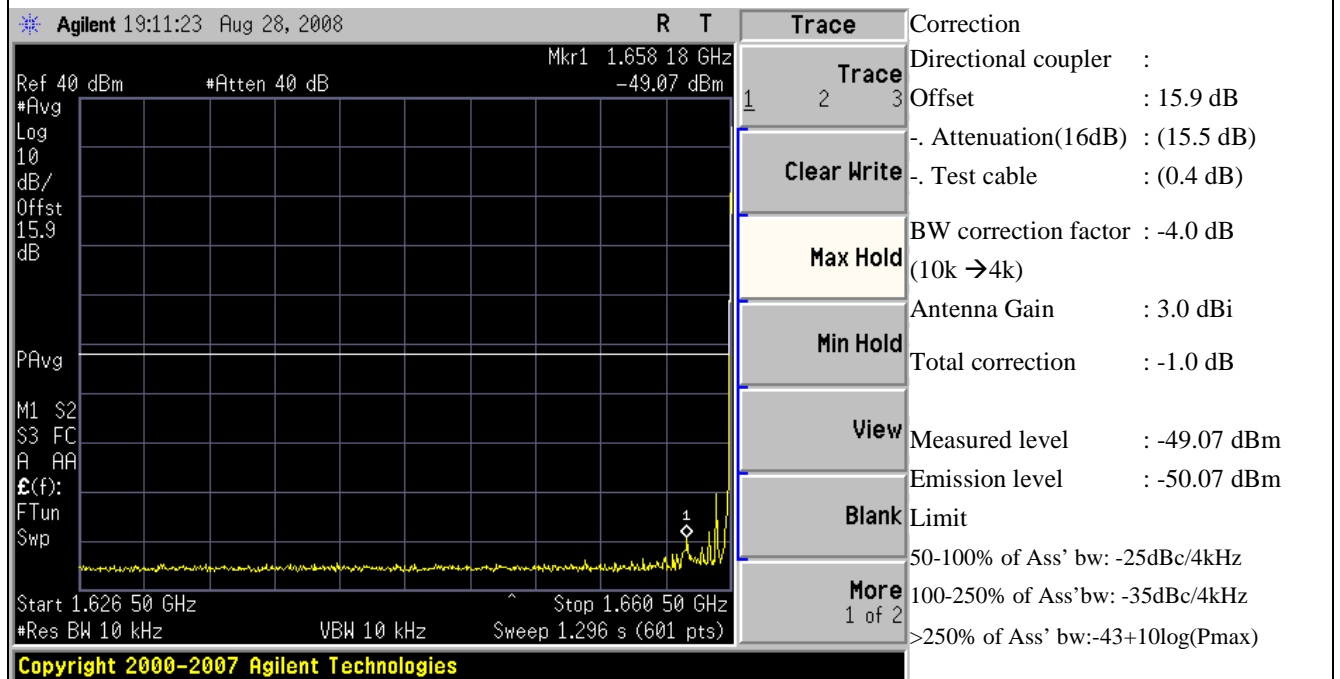 Agilent 19:11:23 Aug 28, 2008 R T
Mkr1 1.658 18 GHz
Ref 40 dBm #Atten 40 dB -49.07 dBm
#Avg
Log
10
dB/
Offst
15.9
dB
PAvg
M1 S2
S3 FC
A AA
£(f):
FTun
Swp
1
Start 1.626 50 GHz ^ Stop 1.660 50 GHz
#Res BW 10 kHz VBW 10 kHz Sweep 1.296 s (601 pts)
Copyright 2000-2007 Agilent Technologies
Trace
Trace
1 2 3
Clear Write
Max Hold
Min Hold
View
Blank
More
1 of 2
Correction
Directional coupler :
Offset : 15.9 dB
-. Attenuation(16dB) : (15.5 dB)
-. Test cable : (0.4 dB)
BW correction factor : -4.0 dB
(10k →4k)
Antenna Gain : 3.0 dBi
Total correction : -1.0 dB
Measured level : -49.07 dBm
Emission level : -50.07 dBm
Limit
50-100% of Ass' bw: -25dBc/4kHz
100-250% of Ass'bw: -35dBc/4kHz
>250% of Ass' bw:-43+10log(Pmax)